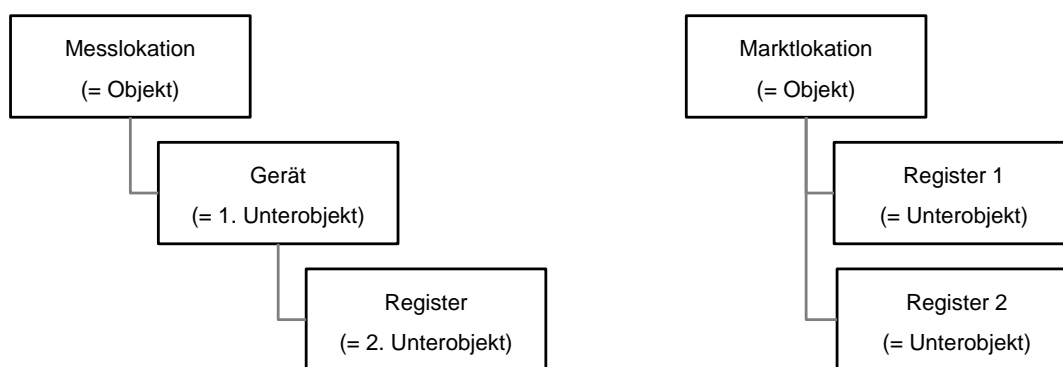 Messlokation
(= Objekt)
Gerät
(= 1. Unterobjekt)
Register
(= 2. Unterobjekt)
Marktlokation
(= Objekt)
Register 1
(= Unterobjekt)
Register 2
(= Unterobjekt)